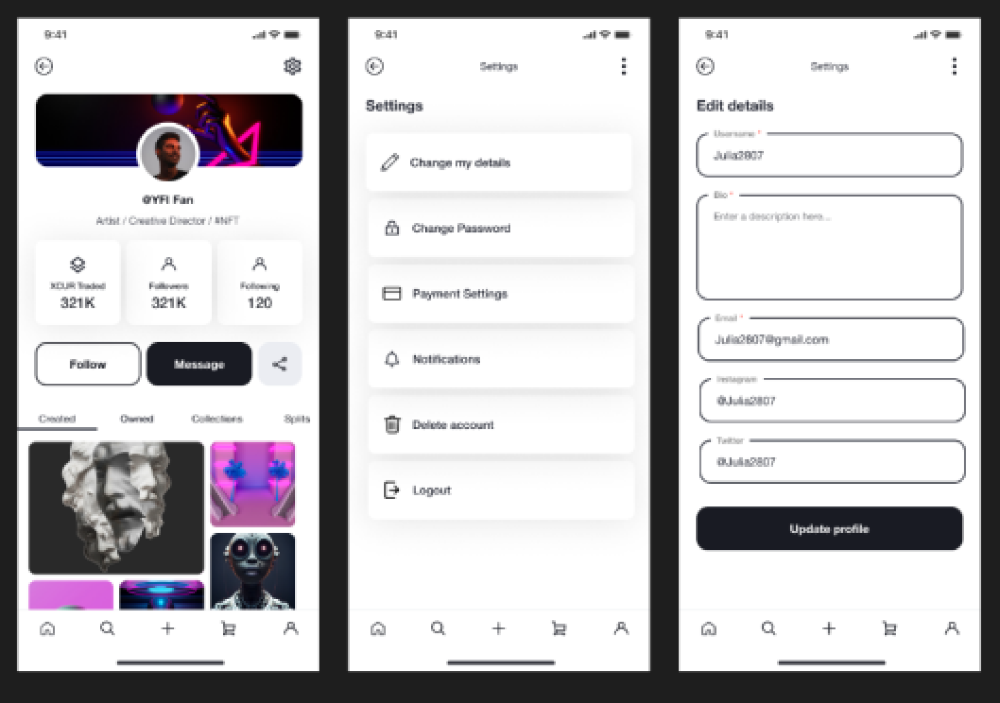 9:41
@YFI Fan
Artist / Creative Director / #NFT
XCUR Traded
321K
Followers
321K
Following
120
Follow
Message
Created
Owned
Collections
Splits
9:41
Settings
Settings
Change my details
Change Password
Payment Settings
Notifications
Delete account
Logout
9:41
Settings
Edit details
Username *
Julia2807
Bio *
Enter a description here...
Email *
Julia2807@gmail.com
Instagram
@Julia2807
Twitter
@Julia2807
Update profile